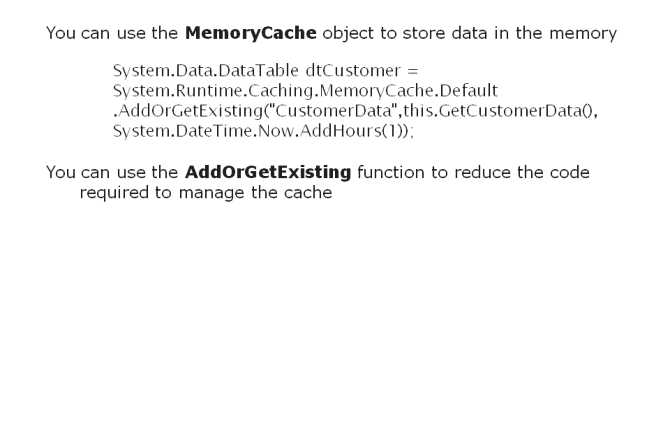 You can use the MemoryCache object to store data in the memory
System.Data.DataTable dtCustomer =
System.Runtime.Caching.MemoryCache.Default
.AddOrGetExisting("CustomerData",this.GetCustomerData(),
System.DateTime.Now.AddHours(1));
You can use the AddOrGetExisting function to reduce the code
required to manage the cache